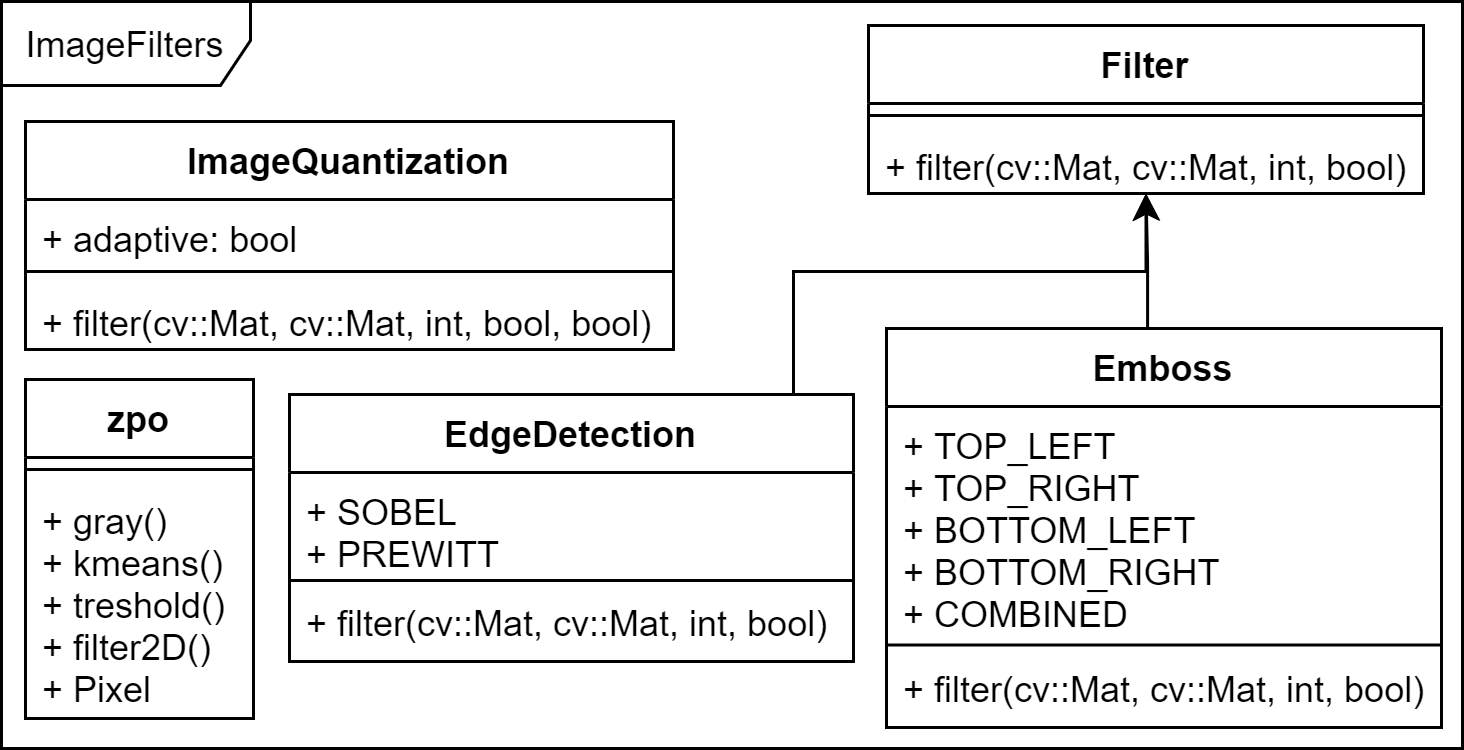 ImageFilters
Filter
+ filter(cv::Mat, cv::Mat, int, bool)
ImageQuantization
+ adaptive: bool
+ filter(cv::Mat, cv::Mat, int, bool, bool)
zpo
+ gray()
+ kmeans()
+ treshold()
+ filter2D()
+ Pixel
EdgeDetection
+ SOBEL
+ PREWITT
+ filter(cv::Mat, cv::Mat, int, bool)
Emboss
+ TOP_LEFT
+ TOP_RIGHT
+ BOTTOM_LEFT
+ BOTTOM_RIGHT
+ COMBINED
+ filter(cv::Mat, cv::Mat, int, bool)